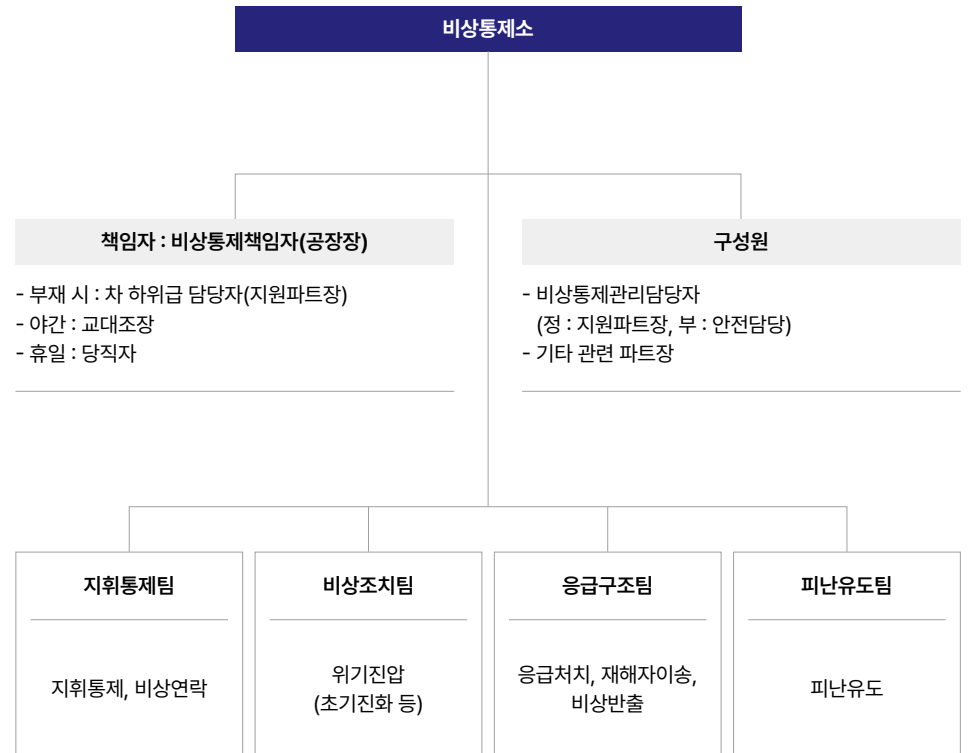 비상통제소
책임자 : 비상통제책임자(공장장)
- 부재 시 : 차 하위급 담당자(지원파트장)
- 야간 : 교대조장
- 휴일 : 당직자
구성원
- 비상통제관리담당자
(정 : 지원파트장, 부 : 안전담당)
- 기타 관련 파트장
지휘통제팀
지휘통제, 비상연락
비상조치팀
위기진압
(초기진화 등)
응급구조팀
응급처치, 재해자이송,
비상반출
피난유도팀
피난유도